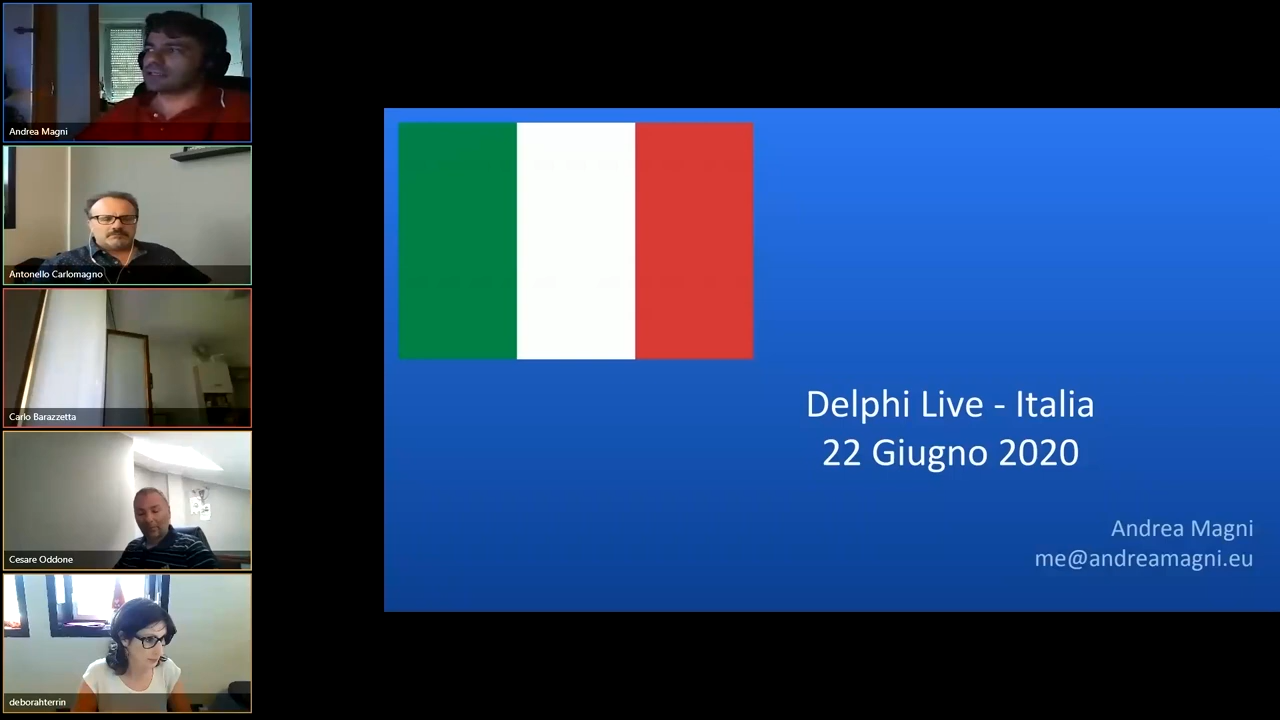 Andrea Magni
Antonello Carlomagno
Carlo Barazzetta
Cesare Oddone
deborahterrin
Delphi Live - Italia
22 Giugno 2020
Andrea Magni
me@andreamagni.eu